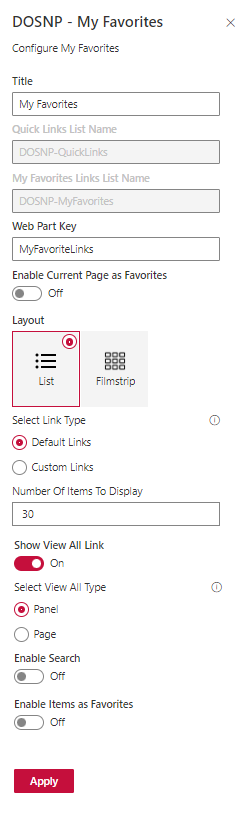 DOSNP - My Favorites
Configure My Favorites
Title
My Favorites
Quick Links List Name
DOSNP-QuickLinks
My Favorites Links List Name
DOSNP-MyFavorites
Web Part Key
MyFavoriteLinks
Enable Current Page as Favorites
Off
Layout
List
Filmstrip
Select Link Type
Default Links
Custom Links
Number Of Items To Display
30
Show View All Link
On
Select View All Type
Panel
Page
Enable Search
Off
Enable Items as Favorites
Off
Apply